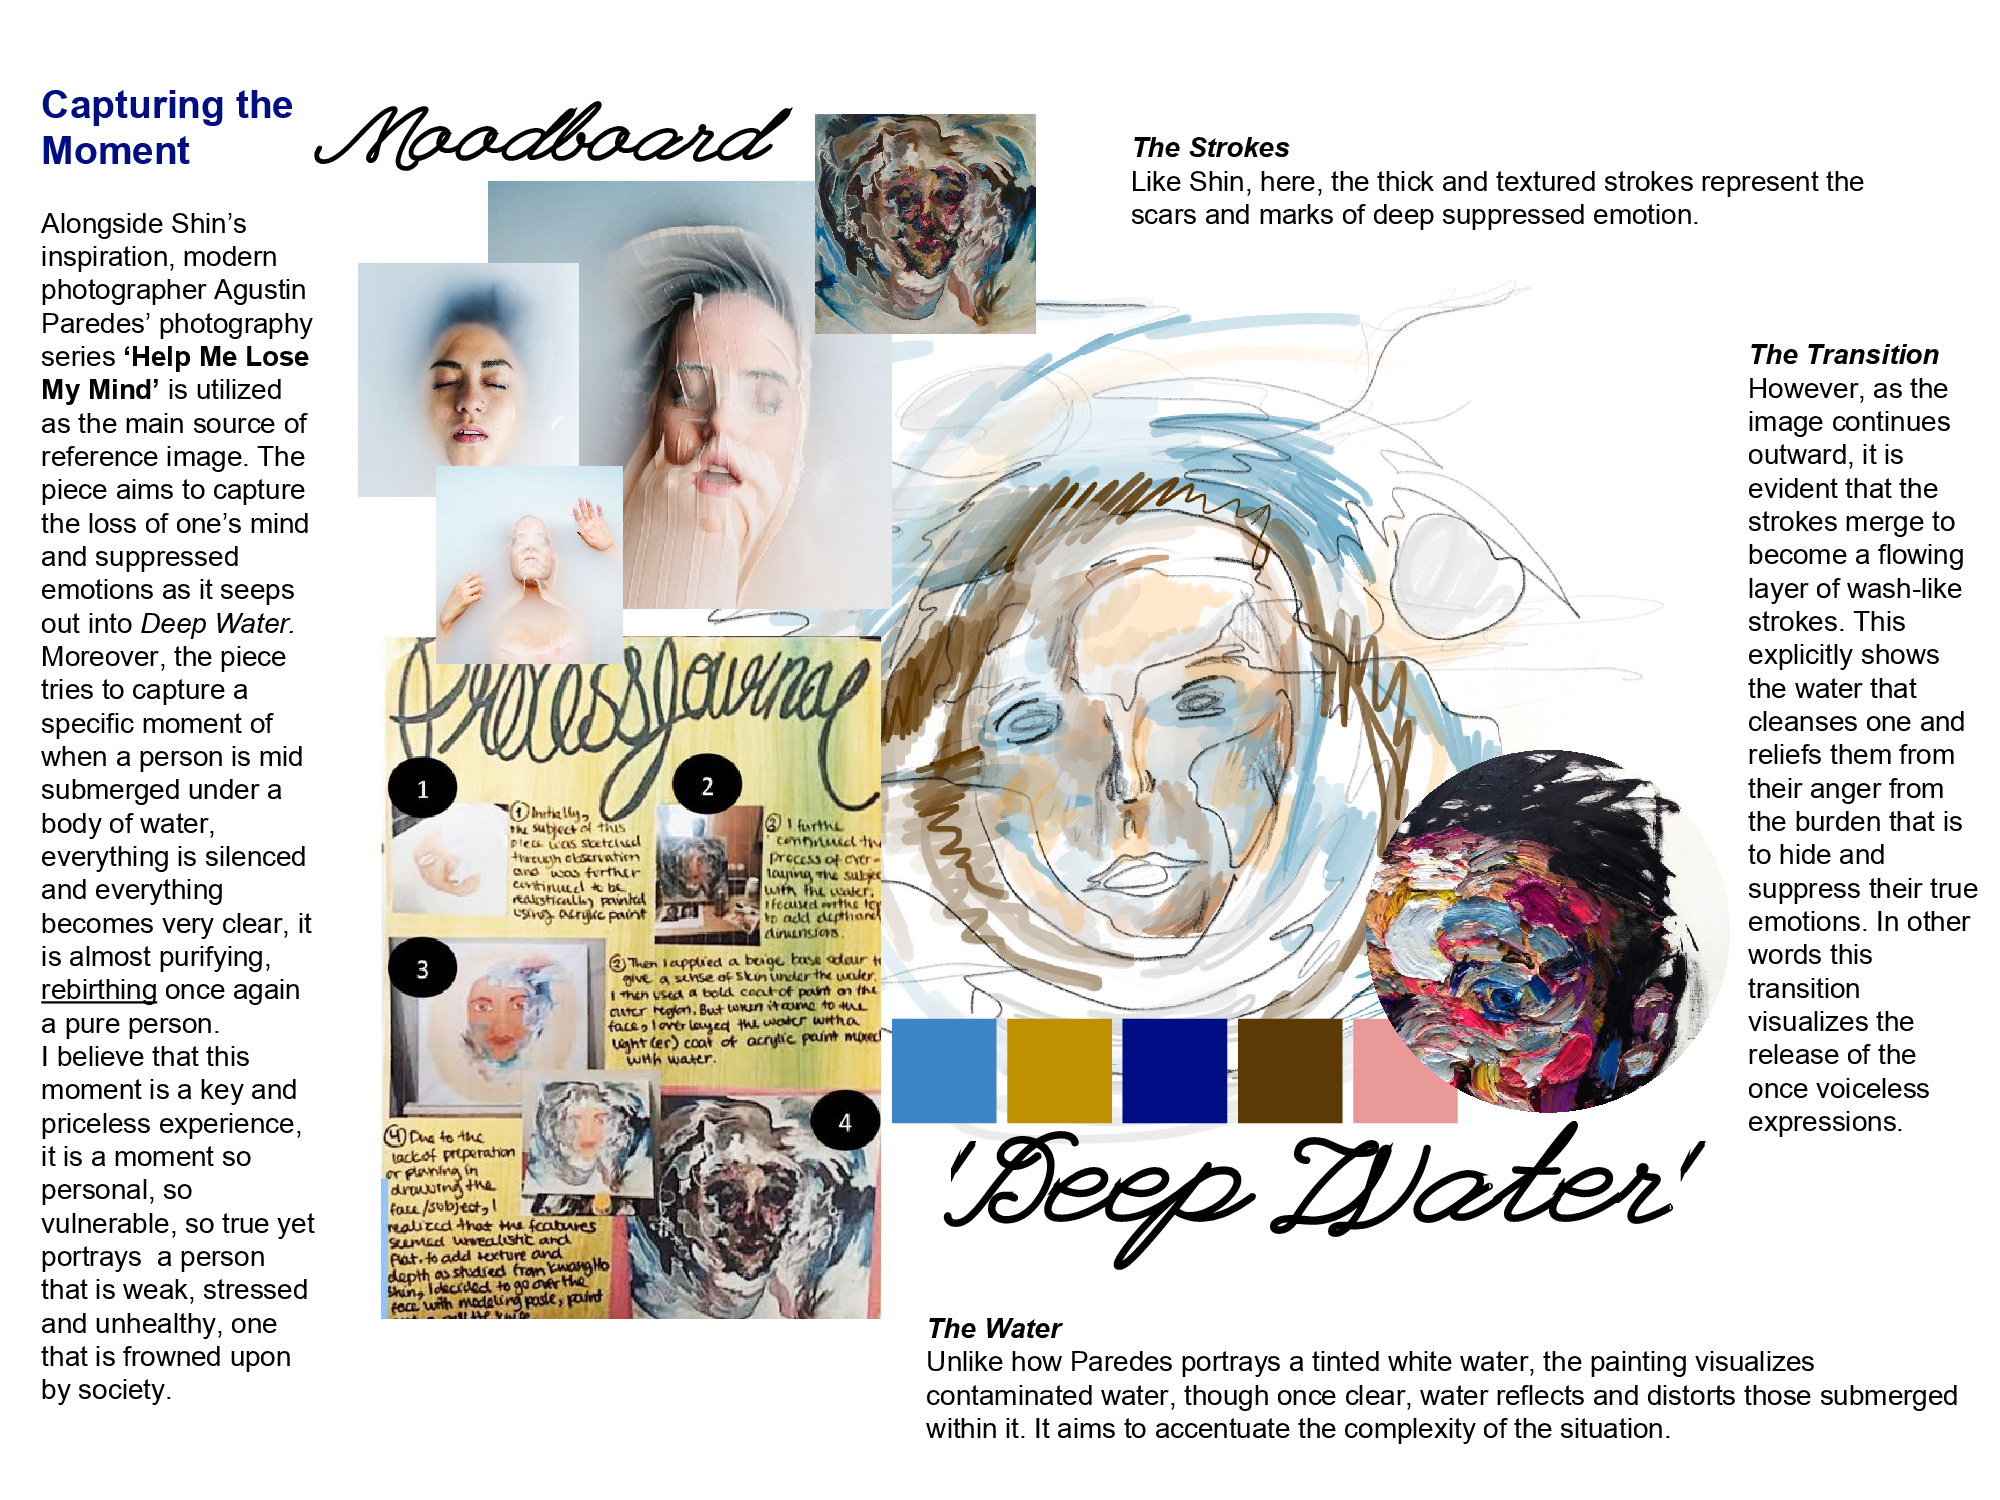 Capturing the
Moment
Alongside Shin’s
inspiration, modern
photographer Agustin
Paredes’ photography
series ‘Help Me Lose
My Mind’ is utilized
as the main source of
reference image. The
piece aims to capture
the loss of one’s mind
and suppressed
emotions as it seeps
out into Deep Water.
Moreover, the piece
tries to capture a
specific moment of
when a person is mid
submerged under a
body of water,
everything is silenced
and everything
becomes very clear, it
is almost purifying,
rebirthing once again
a pure person.
I believe that this
moment is a key and
priceless experience,
it is a moment so
personal, so
vulnerable, so true yet
portrays a person
that is weak, stressed
and unhealthy, one
that is frowned upon
by society.
Moodboard
Process Journal
1
① Initially,
the subject of this
piece was sketched
through observation
and was further
continued to be
realistically painted
using acrylic paint
2
② I further
continued the
process of over-
laying the subject
with the water.
I focused on the top
to add depth and
dimensions.
3
③ Then I applied a beige base colour to
give a sense of skin under the water.
I then used a bold coat of paint on the
outer region. But when it came to the
face, I overlayed the water with a
light(er) coat of acrylic paint mixed
with water.
4
④ Due to the
lack of preperation
or planing in
drawing the
face/subject, I
realized that the features
seemed unrealistic and
flat. to add texture and
depth as studied from Kwang Ho
Shin, I decided to go over the
face with modeling paste, paint
The Strokes
Like Shin, here, the thick and textured strokes represent the
scars and marks of deep suppressed emotion.
The Transition
However, as the
image continues
outward, it is
evident that the
strokes merge to
become a flowing
layer of wash-like
strokes. This
explicitly shows
the water that
cleanses one and
reliefs them from
their anger from
the burden that is
to hide and
suppress their true
emotions. In other
words this
transition
visualizes the
release of the
once voiceless
expressions.
'Deep Water'
The Water
Unlike how Paredes portrays a tinted white water, the painting visualizes
contaminated water, though once clear, water reflects and distorts those submerged
within it. It aims to accentuate the complexity of the situation.